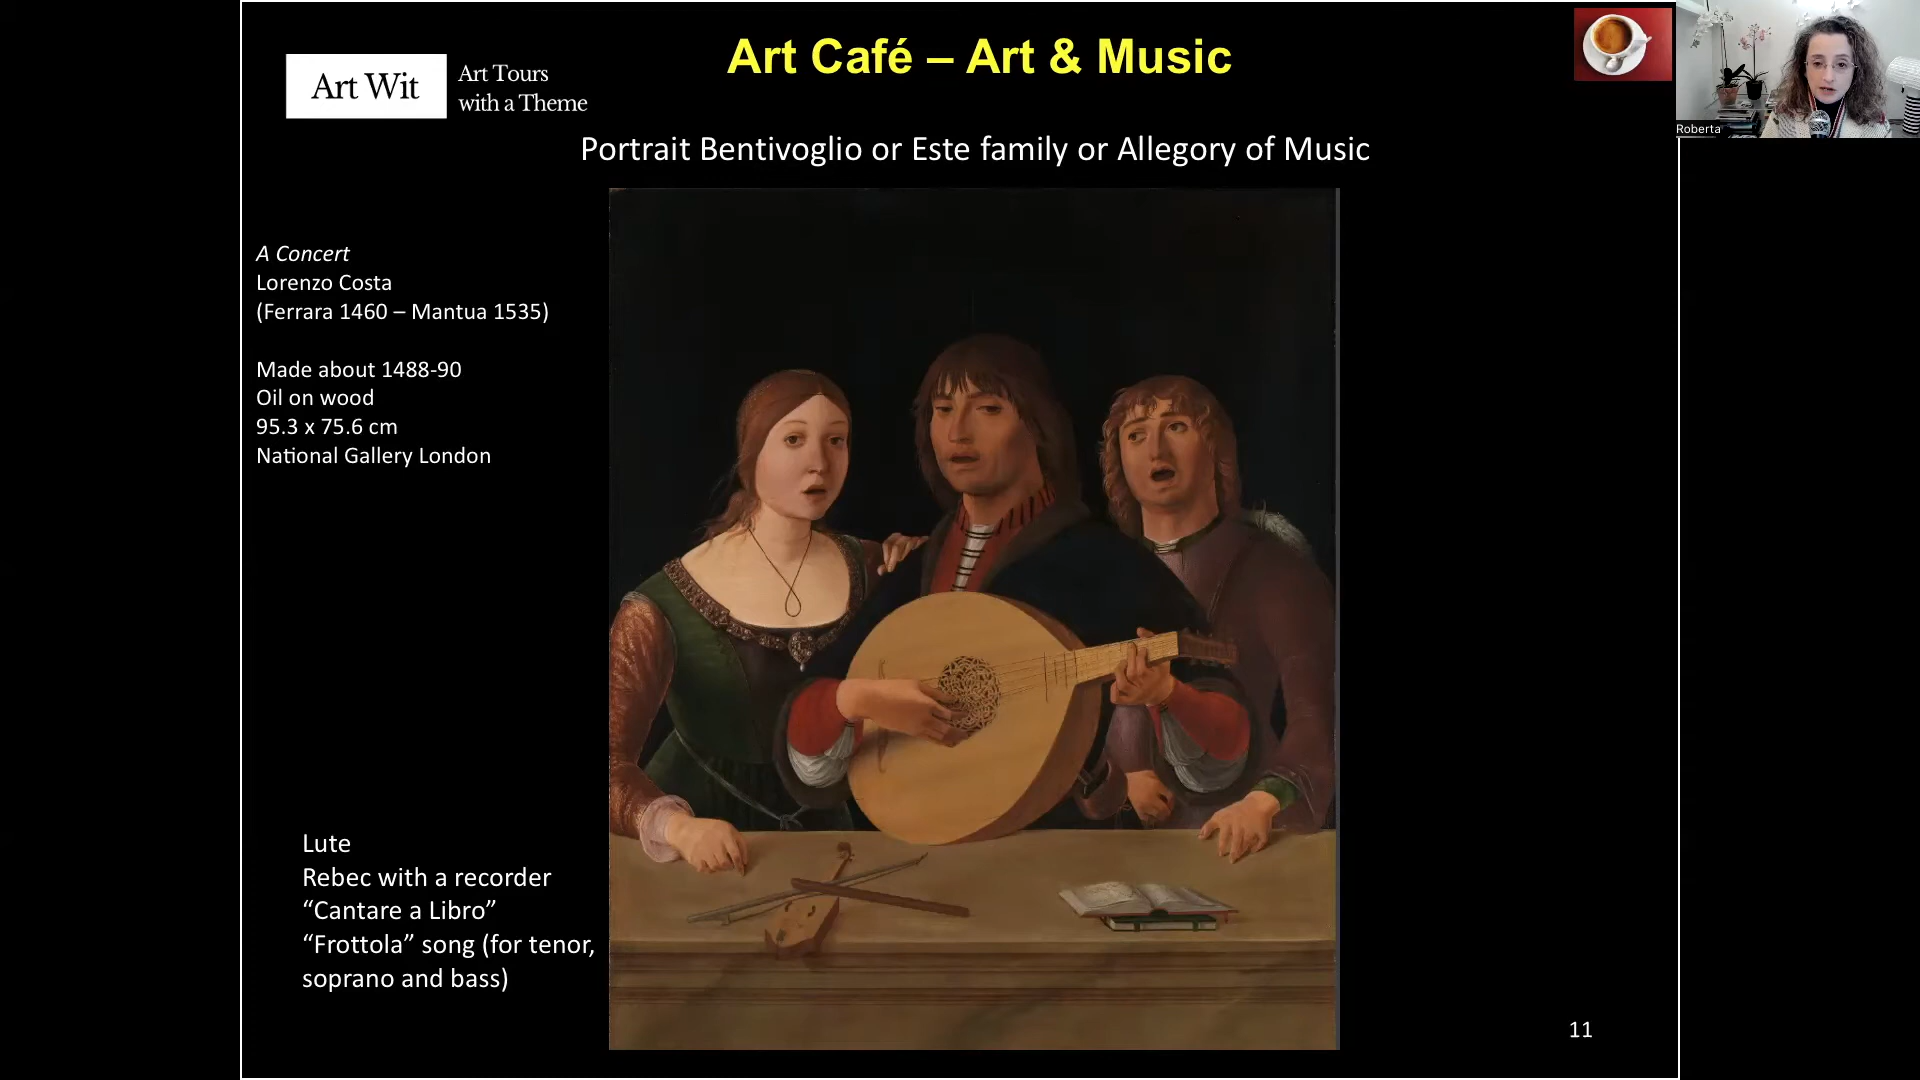 Art Café – Art & Music
Art Wit
Art Tours
with a Theme
Roberta
Portrait Bentivoglio or Este family or Allegory of Music
A Concert
Lorenzo Costa
(Ferrara 1460 – Mantua 1535)
Made about 1488-90
Oil on wood
95.3 x 75.6 cm
National Gallery London
Lute
Rebec with a recorder
“Cantare a Libro”
“Frottola” song (for tenor,
soprano and bass)
11